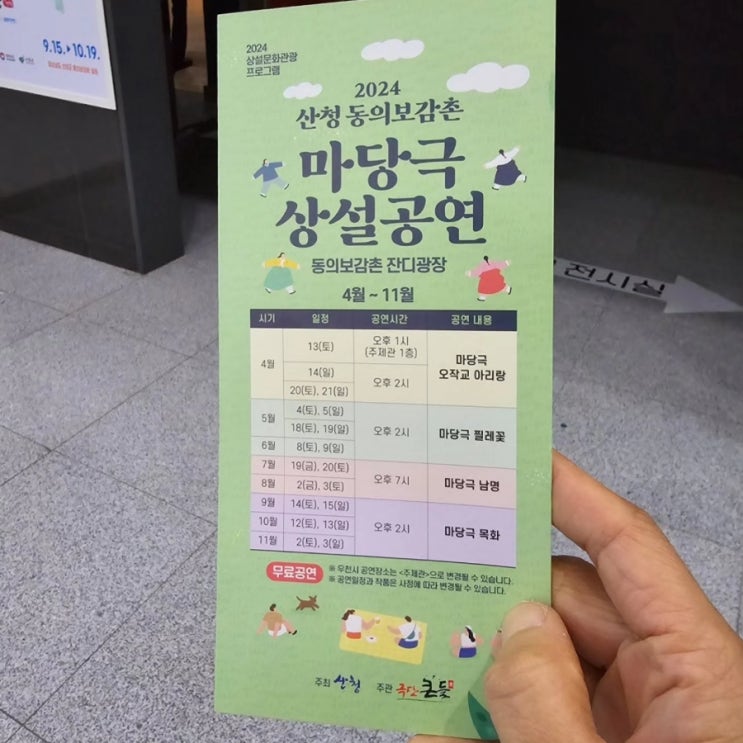 9.15. ▸ 10.19.
2024
상설문화관광
프로그램
2024
산청 동의보감촌
마당극
상설공연
동의보감촌 잔디광장
4월 ~ 11월
전시실
시기 일정 공연시간 공연 내용
4월 13(토) 오후 1시
(주제관 1층) 마당극
오작교 아리랑
14(일) 오후 2시
20(토), 21(일)
5월 4(토), 5(일) 오후 2시 마당극 찔레꽃
18(토), 19(일)
6월 8(토), 9(일)
7월 19(금), 20(토) 오후 7시 마당극 남명
8월 2(금), 3(토)
9월 14(토), 15(일) 오후 2시 마당극 목화
10월 12(토), 13(일)
11월 2(토), 3(일)
무료공연 ※ 우천시 공연장소는 <주제관>으로 변경될 수 있습니다.
※ 공연일정과 작품은 사정에 따라 변경될 수 있습니다.
주최 산청 주관 극단 큰들